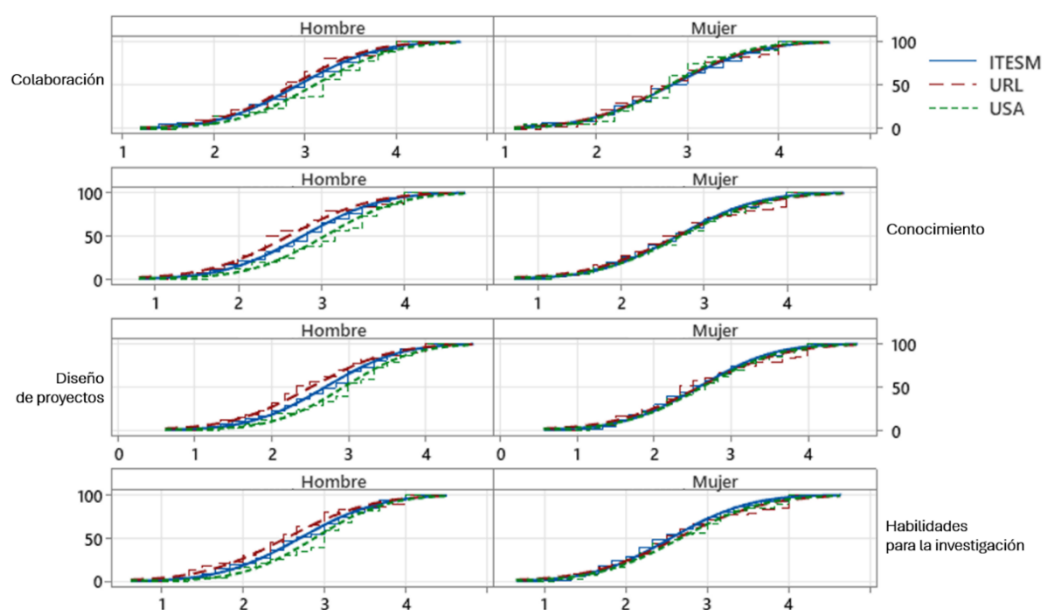 Hombre Mujer
Colaboración
100
50
0
1 2 3 4 1 2 3 4
ITESM
URL
USA
Hombre Mujer
100
50
0
1 2 3 4 1 2 3 4
Conocimiento
Hombre Mujer
Diseño
de proyectos
100
50
0
0 1 2 3 4 0 1 2 3 4
Hombre Mujer
100
50
0
1 2 3 4 1 2 3 4
Habilidades
para la investigación